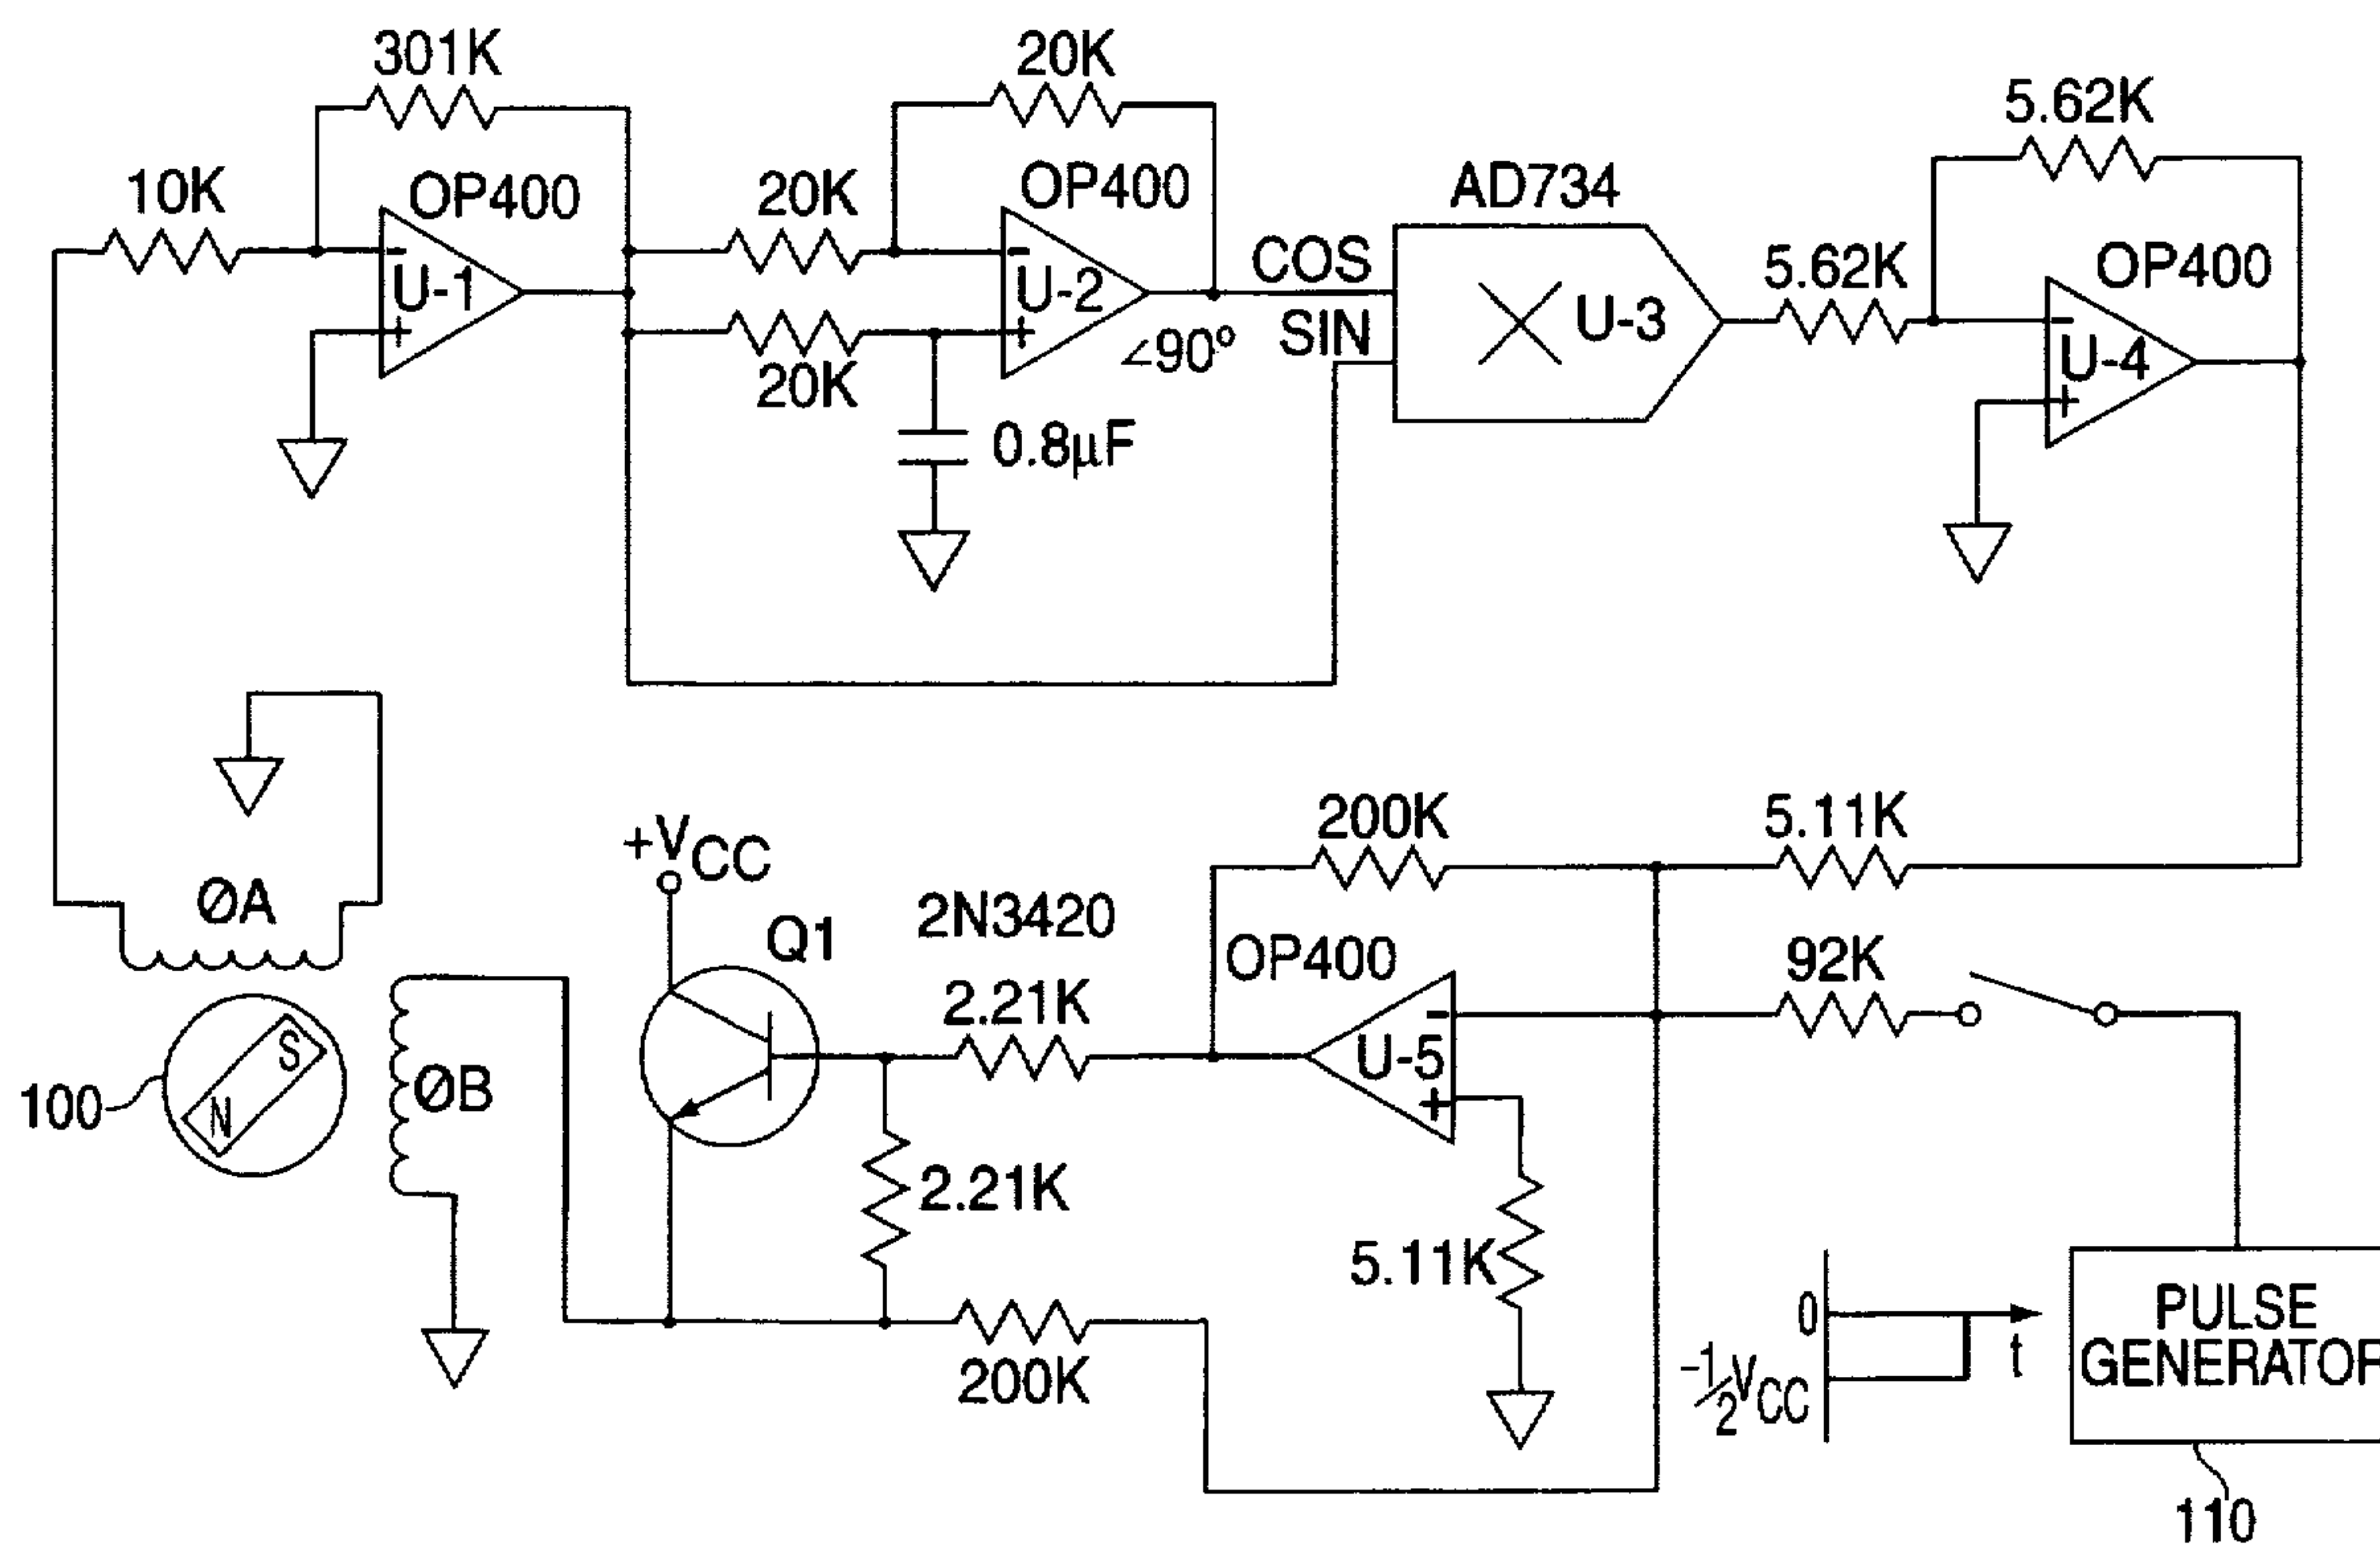 301K
20K
5.62K
10K
OP400
20K
OP400
AD734
COS
5.62K
OP400
−
U-1
+
−
U-2
+
∠90º
SIN
U-3
−
U-4
+
20K
0.8µF
+VCC
200K
5.11K
ØA
Q1
2N3420
OP400
92K
2.21K
−
U-5
+
S
N
100
ØB
2.21K
5.11K
200K
0
−1/2VCC
t
PULSE
GENERATOR
110